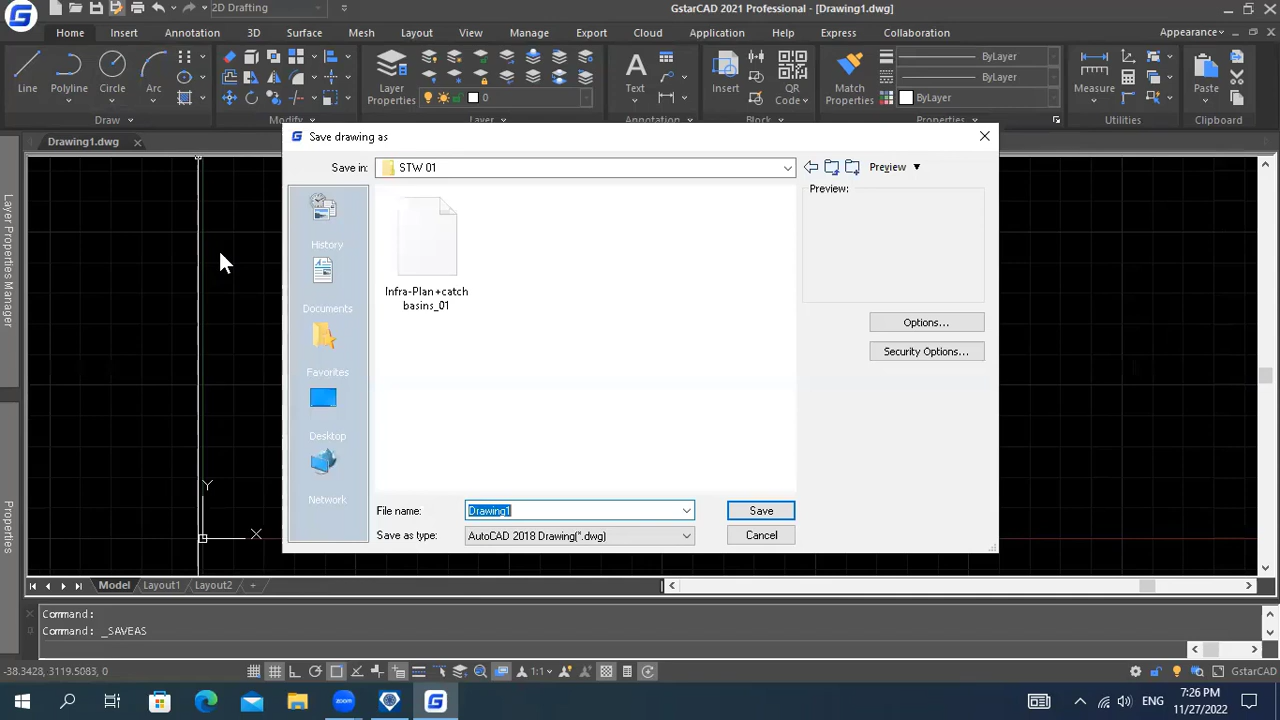 2D Drafting
GstarCAD 2021 Professional - [Drawing1.dwg]
Home
Insert
Annotation
3D
Surface
Mesh
Layout
View
Manage
Export
Cloud
Application
Help
Express
Collaboration
Appearance
Line
Polyline
Circle
Arc
Layer
Properties
0
Text
Insert
QR
Code
Match
Properties
ByLayer
ByLayer
ByLayer
Measure
Paste
Draw
Modify
Layer
Annotation
Block
Properties
Utilities
Clipboard
Drawing1.dwg
Layer Properties Manager
Properties
Save drawing as
Save in:
STW 01
Preview
Preview:
History
Documents
Favorites
Desktop
Network
Infra-Plan+catch
basins_01
Options...
Security Options...
File name:
Drawing1
Save
Save as type:
AutoCAD 2018 Drawing(*.dwg)
Cancel
Y
X
Model
Layout1
Layout2
+
Command:
Command: _SAVEAS
-38.3428, 3119.5083, 0
1:1
GstarCAD
zoom
ENG
7:26 PM
11/27/2022